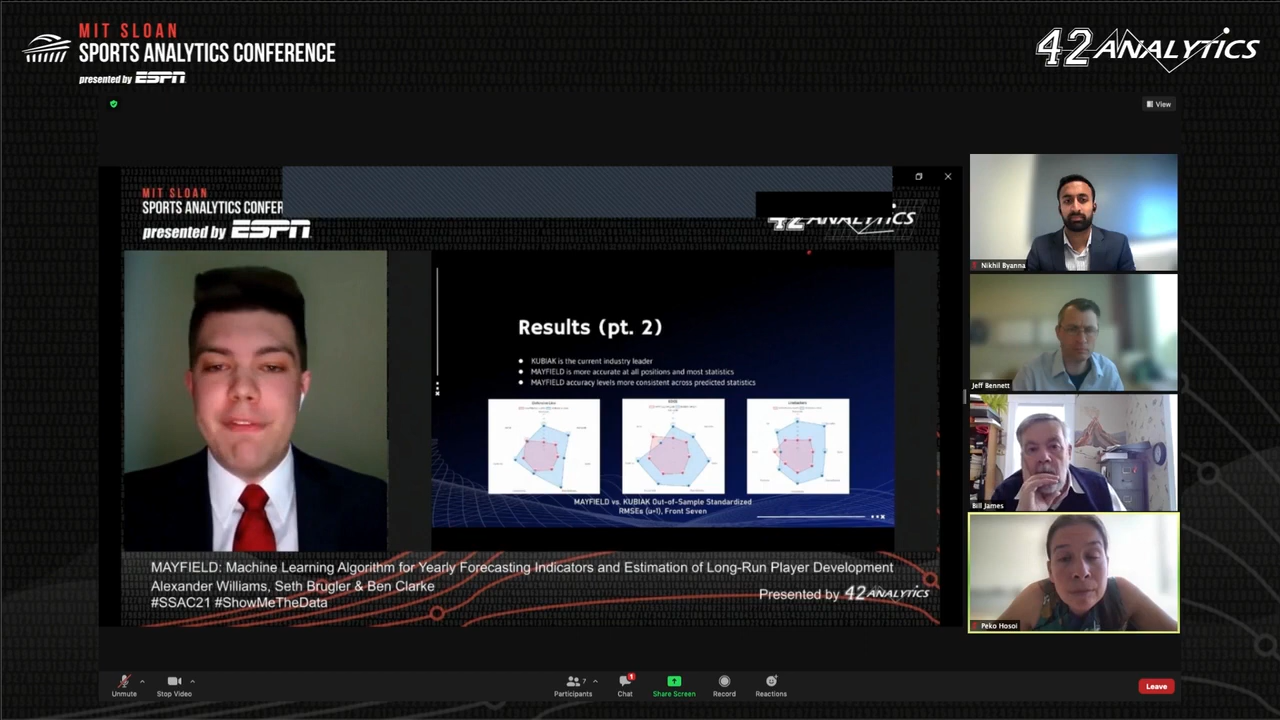 MIT SLOAN
SPORTS ANALYTICS CONFERENCE
presented by ESPN
42 ANALYTICS
View
MIT SLOAN
SPORTS ANALYTICS CONFER
presented by ESPN
42 ANALYTICS
Results (pt. 2)
KUBIAK is the current industry leader
MAYFIELD is more accurate at all positions and most statistics
MAYFIELD accuracy levels more consistent across predicted statistics
MAYFIELD vs. KUBIAK Out-of-Sample Standardized
RMSEs (u=1), Front Seven
MAYFIELD: Machine Learning Algorithm for Yearly Forecasting Indicators and Estimation of Long-Run Player Development
Alexander Williams, Seth Brugler & Ben Clarke
#SSAC21 #ShowMeTheData
Presented by 42 ANALYTICS
Nikhil Byanna
Jeff Bennett
Bill James
Peko Hosoi
Unmute
Stop Video
Participants
7
Chat
1
Share Screen
Record
Reactions
Leave